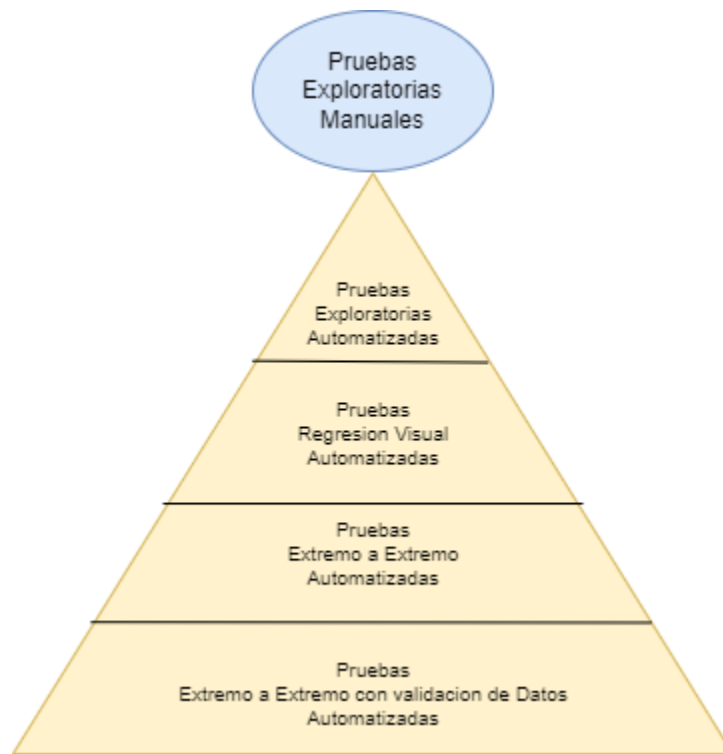 Pruebas
Exploratorias
Manuales
Pruebas
Exploratorias
Automatizadas
Pruebas
Regresion Visual
Automatizadas
Pruebas
Extremo a Extremo
Automatizadas
Pruebas
Extremo a Extremo con validacion de Datos
Automatizadas